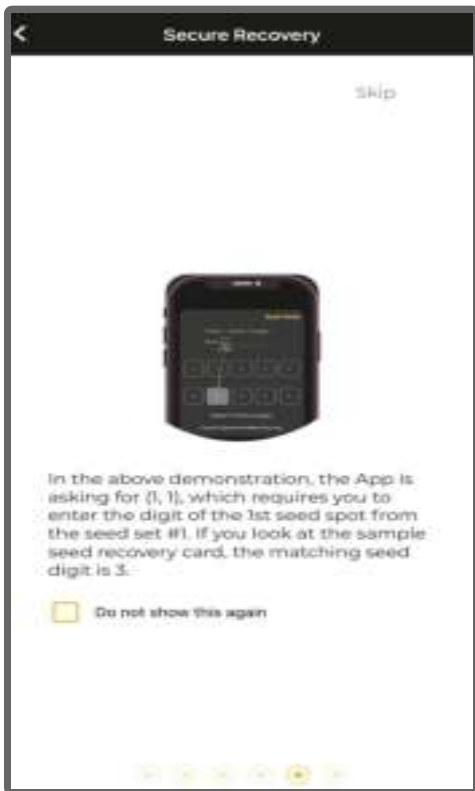 Secure Recovery
Skip
In the above demonstration, the App is
asking for (1, 1), which requires you to
enter the digit of the 1st seed spot from
the seed set #1. If you look at the sample
seed recovery card, the matching seed
digit is 3.
Do not show this again